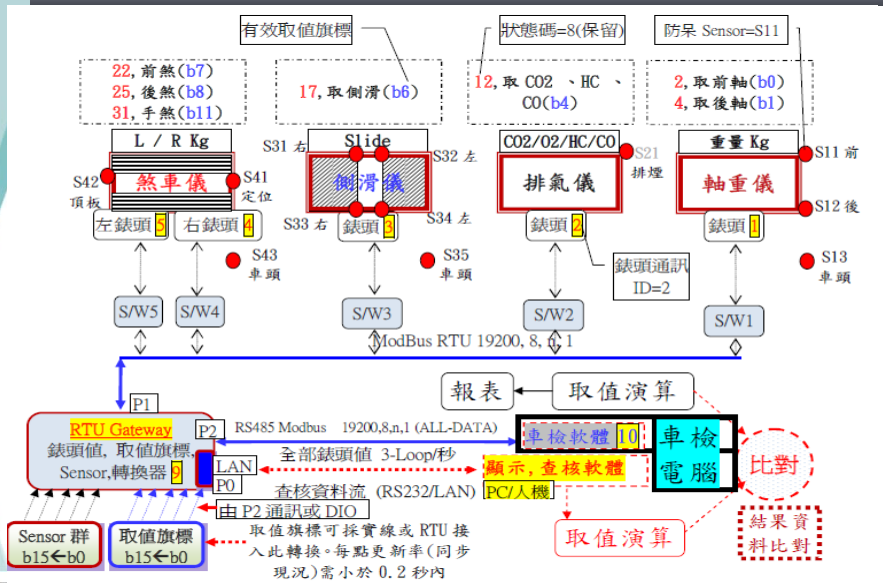 有效取值旗標
狀態碼=8(保留)
防呆 Sensor=S11
22, 前煞(b7)
25, 後煞(b8)
31, 手煞(b11)
17, 取側滑(b6)
12, 取 CO2 、HC 、
CO(b4)
2, 取前軸(b0)
4, 取後軸(b1)
L / R Kg
Slide
CO2/O2/HC/CO
重量 Kg
S31 右
S32 左
S21
排煙
S11 前
S42
頂板
煞車儀
S41
定位
側滑儀
排氣儀
軸重儀
S33 右
S34 左
S12 後
左錶頭 5
右錶頭 4
錶頭 3
錶頭 2
錶頭 1
S43
車頭
S35
車頭
錶頭通訊
ID=2
S13
車頭
S/W5
S/W4
S/W3
S/W2
S/W1
ModBus RTU 19200, 8, n, 1
報表
取值演算
P1
RTU Gateway
錶頭值, 取值旗標,
Sensor,轉換器 9
P2
RS485 Modbus 19200,8,n,1 (ALL-DATA)
車檢軟體 10
車檢
電腦
比對
LAN
P0
全部錶頭值 3-Loop/秒
顯示, 查核軟體
PC/人機
查核資料流 (RS232/LAN)
由 P2 通訊或 DIO
取值演算
結果資
料比對
Sensor 群
b15←b0
取值旗標
b15←b0
取值旗標可採實線或 RTU 接
入此轉換。每點更新率(同步
現況)需小於 0.2 秒內